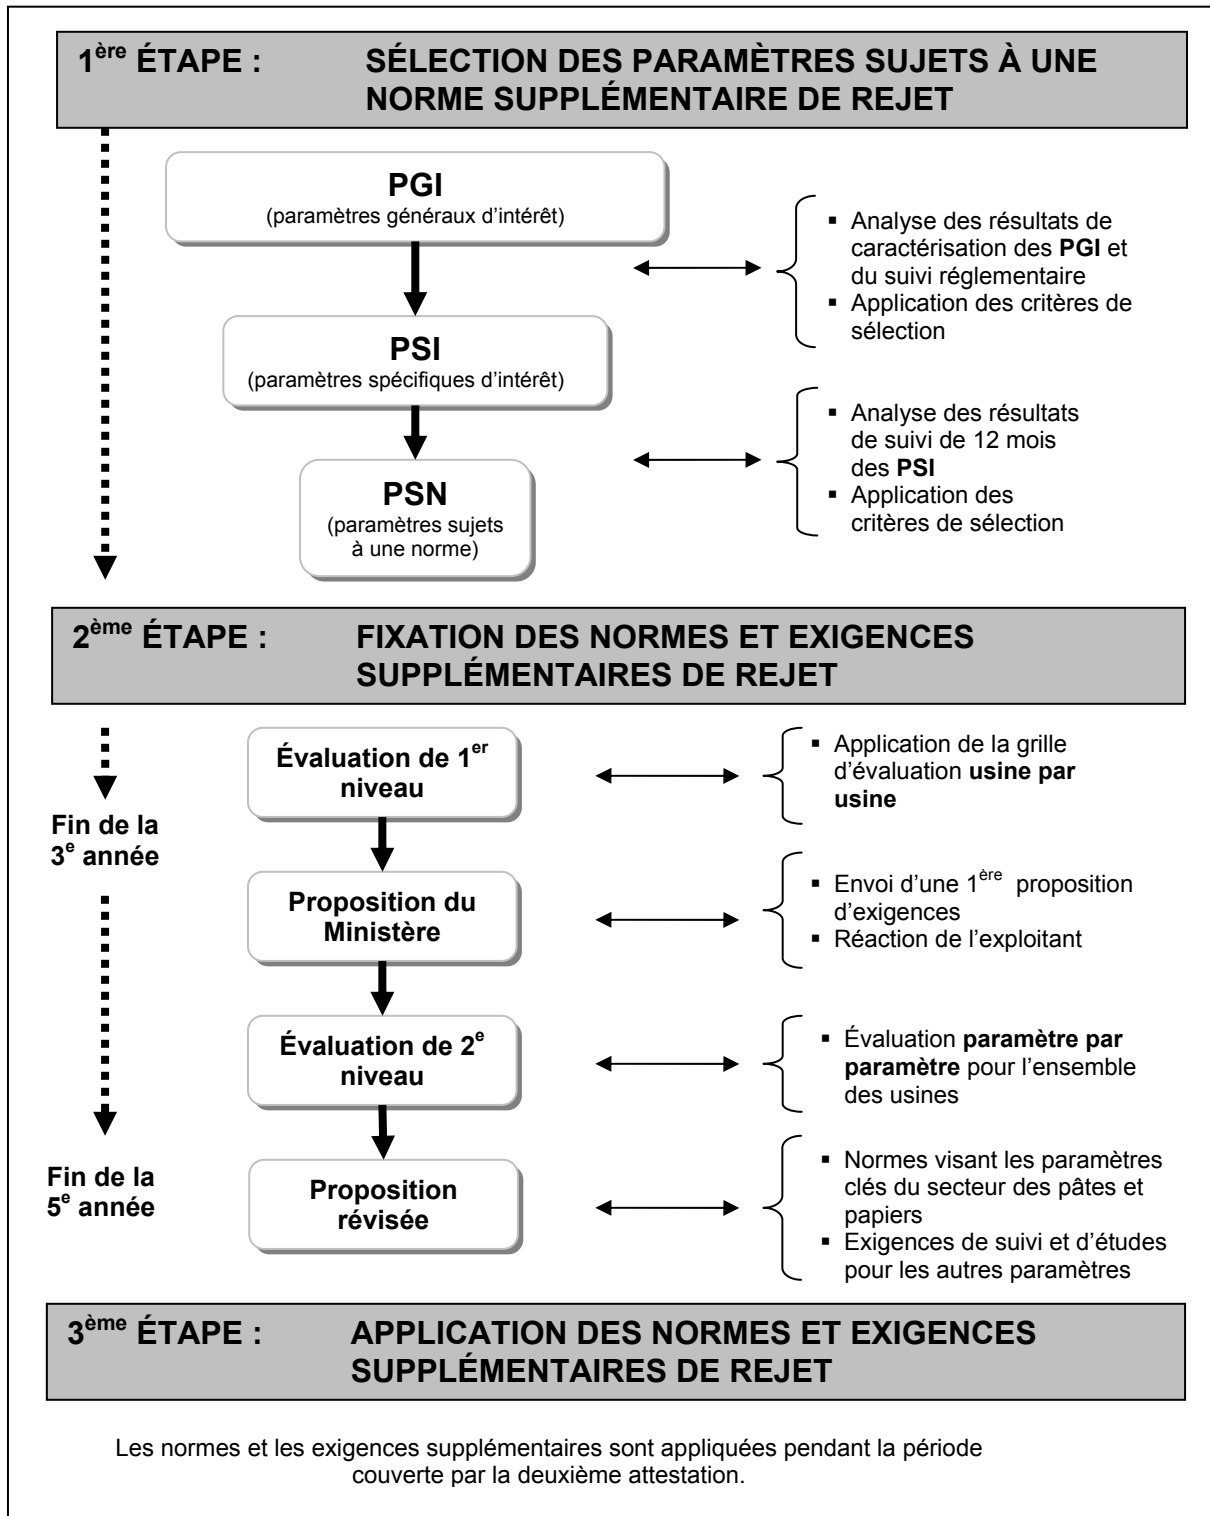 1ère ÉTAPE : SÉLECTION DES PARAMÈTRES SUJETS À UNE
NORME SUPPLÉMENTAIRE DE REJET
PGI
(paramètres généraux d’intérêt)
▪ Analyse des résultats de
caractérisation des PGI et
du suivi réglementaire
▪ Application des critères de
sélection
PSI
(paramètres spécifiques d’intérêt)
▪ Analyse des résultats
de suivi de 12 mois
des PSI
▪ Application des
critères de sélection
PSN
(paramètres sujets
à une norme)
2ème ÉTAPE : FIXATION DES NORMES ET EXIGENCES
SUPPLÉMENTAIRES DE REJET
Évaluation de 1er
niveau
▪ Application de la grille
d’évaluation usine par
usine
Fin de la
3e année
Proposition du
Ministère
▪ Envoi d’une 1ère proposition
d’exigences
▪ Réaction de l’exploitant
Évaluation de 2e
niveau
▪ Évaluation paramètre par
paramètre pour l’ensemble
des usines
Fin de la
5e année
Proposition
révisée
▪ Normes visant les paramètres
clés du secteur des pâtes et
papiers
▪ Exigences de suivi et d’études
pour les autres paramètres
3ème ÉTAPE : APPLICATION DES NORMES ET EXIGENCES
SUPPLÉMENTAIRES DE REJET
Les normes et les exigences supplémentaires sont appliquées pendant la période
couverte par la deuxième attestation.